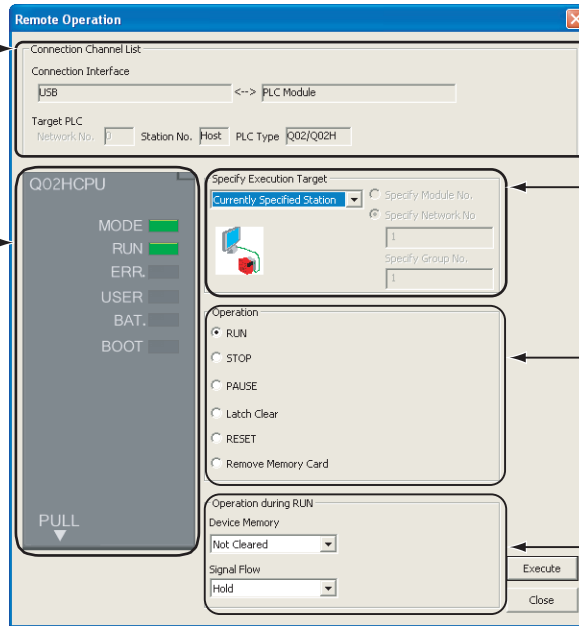 Remote Operation
Connection Channel List
Connection Interface
USB <--> PLC Module
Target PLC
Network No. 0 Station No. Host PLC Type Q02/Q02H
Q02HCPU
MODE
RUN
ERR.
USER
BAT.
BOOT
PULL
Specify Execution Target
Currently Specified Station
Specify Module No.
Specify Network No
1
Specify Group No.
1
Operation
RUN
STOP
PAUSE
Latch Clear
RESET
Remove Memory Card
Operation during RUN
Device Memory
Not Cleared
Signal Flow
Hold
Execute
Close